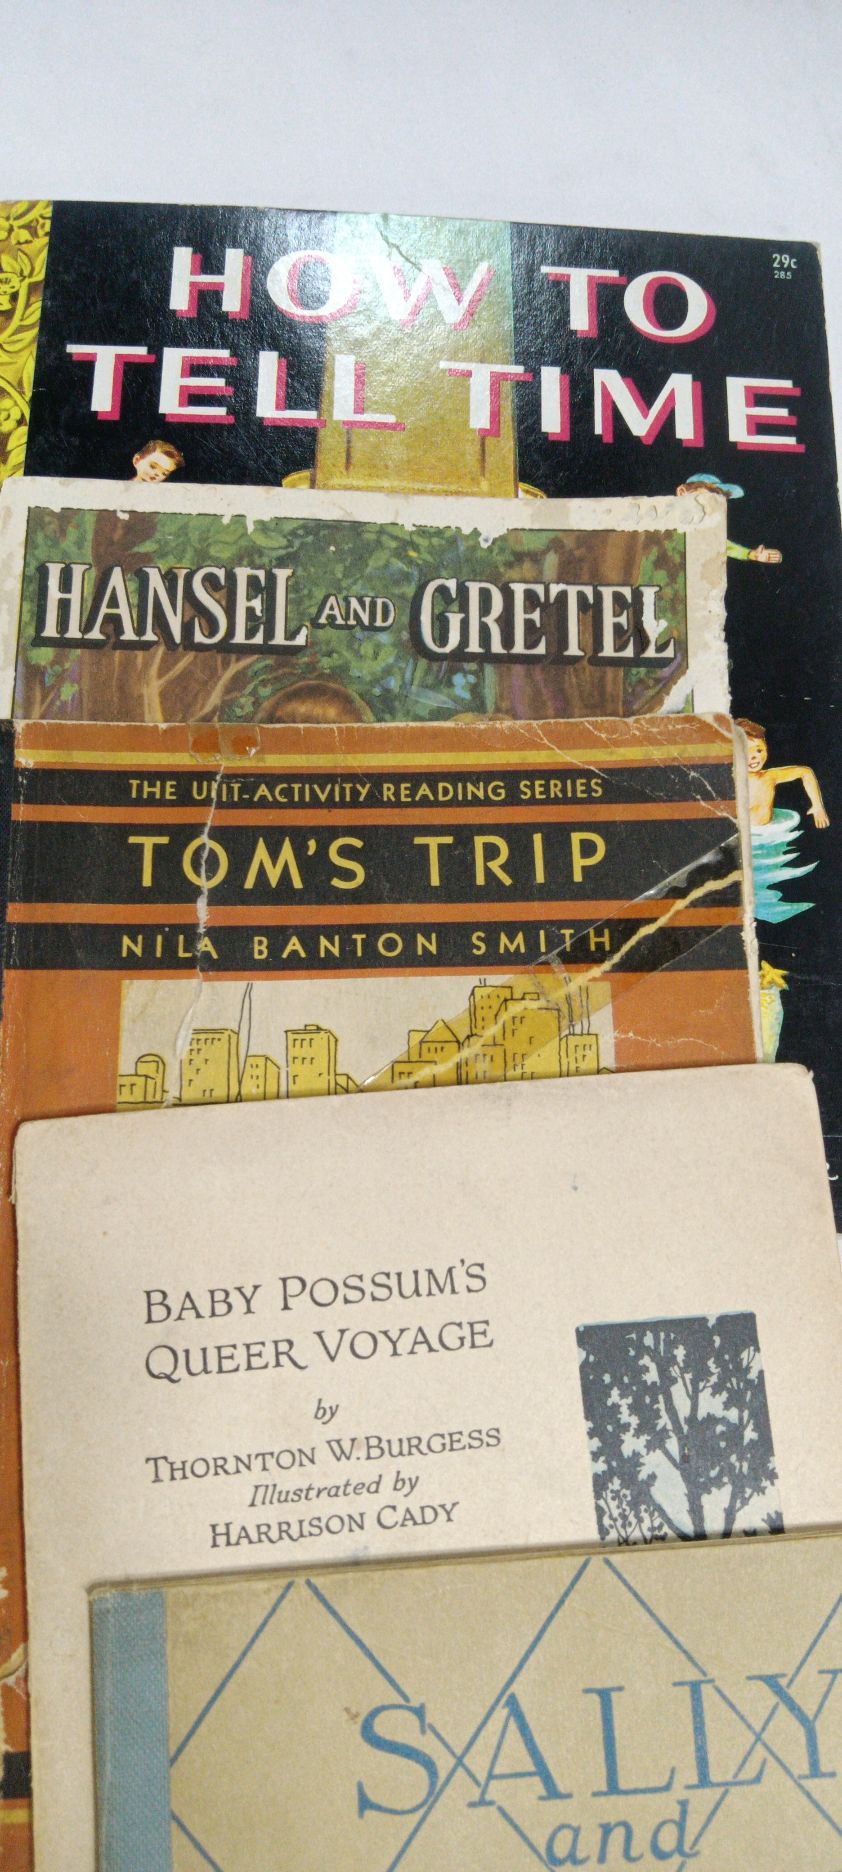 HOW TO
TELL TIME
29c
285
HANSEL AND GRETEL
THE UNIT-ACTIVITY READING SERIES
TOM'S TRIP
NILA BANTON SMITH
BABY POSSUM'S
QUEER VOYAGE
by
THORNTON W. BURGESS
Illustrated by
HARRISON CADY
SALLY
and